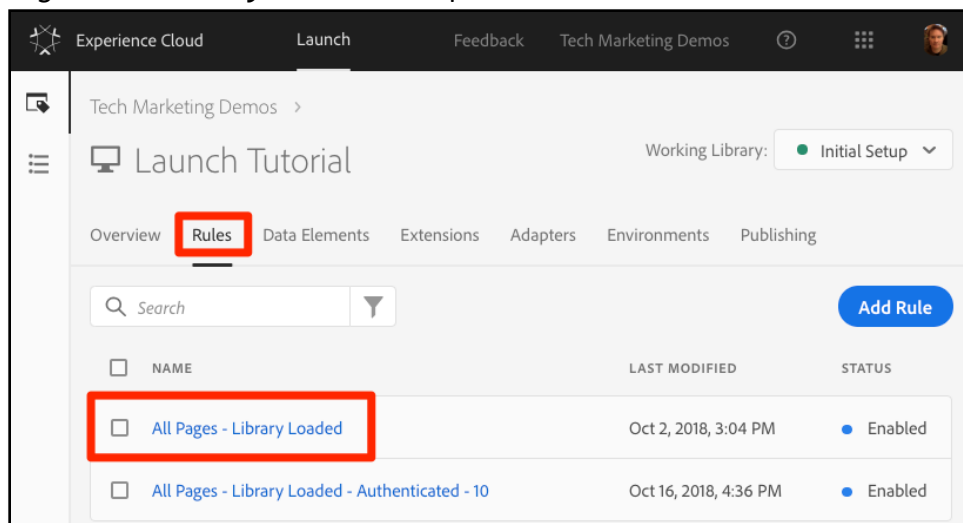 Experience Cloud Launch Feedback Tech Marketing Demos
Tech Marketing Demos >
Launch Tutorial
Working Library: Initial Setup
Overview Rules Data Elements Extensions Adapters Environments Publishing
Search
Add Rule
NAME LAST MODIFIED STATUS
All Pages - Library Loaded Oct 2, 2018, 3:04 PM Enabled
All Pages - Library Loaded - Authenticated - 10 Oct 16, 2018, 4:36 PM Enabled